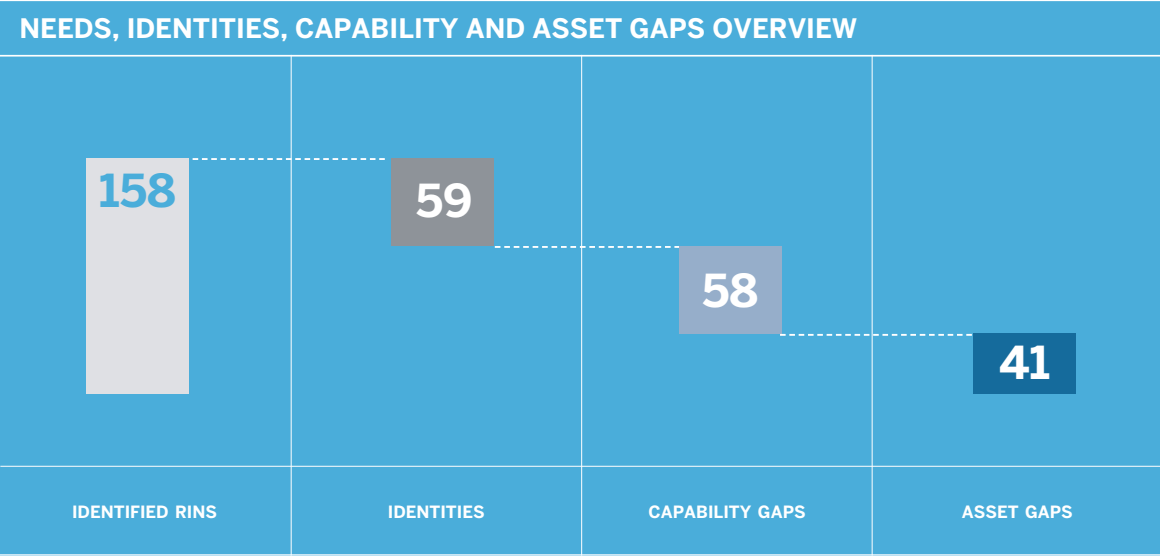 NEEDS, IDENTITIES, CAPABILITY AND ASSET GAPS OVERVIEW
158
59
58
41
IDENTIFIED RINS
IDENTITIES
CAPABILITY GAPS
ASSET GAPS